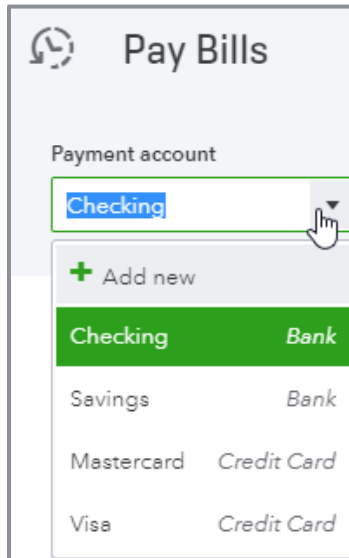 Pay Bills
Payment account
Checking
+ Add new
Checking Bank
Savings Bank
Mastercard Credit Card
Visa Credit Card